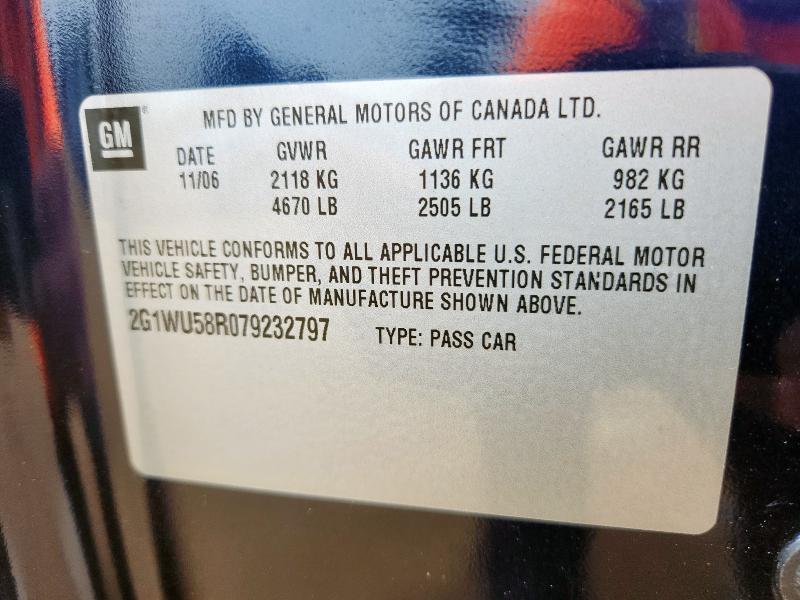 GM ®
MFD BY GENERAL MOTORS OF CANADA LTD.
DATE GVWR GAWR FRT GAWR RR
11/06 2118 KG 1136 KG 982 KG
4670 LB 2505 LB 2165 LB
THIS VEHICLE CONFORMS TO ALL APPLICABLE U.S. FEDERAL MOTOR
VEHICLE SAFETY, BUMPER, AND THEFT PREVENTION STANDARDS IN
EFFECT ON THE DATE OF MANUFACTURE SHOWN ABOVE.
2G1WU58R079232797 TYPE: PASS CAR